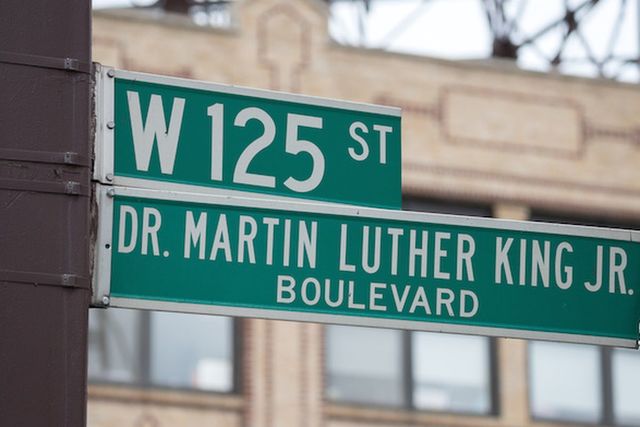 W 125 ST
DR. MARTIN LUTHER KING JR.
BOULEVARD